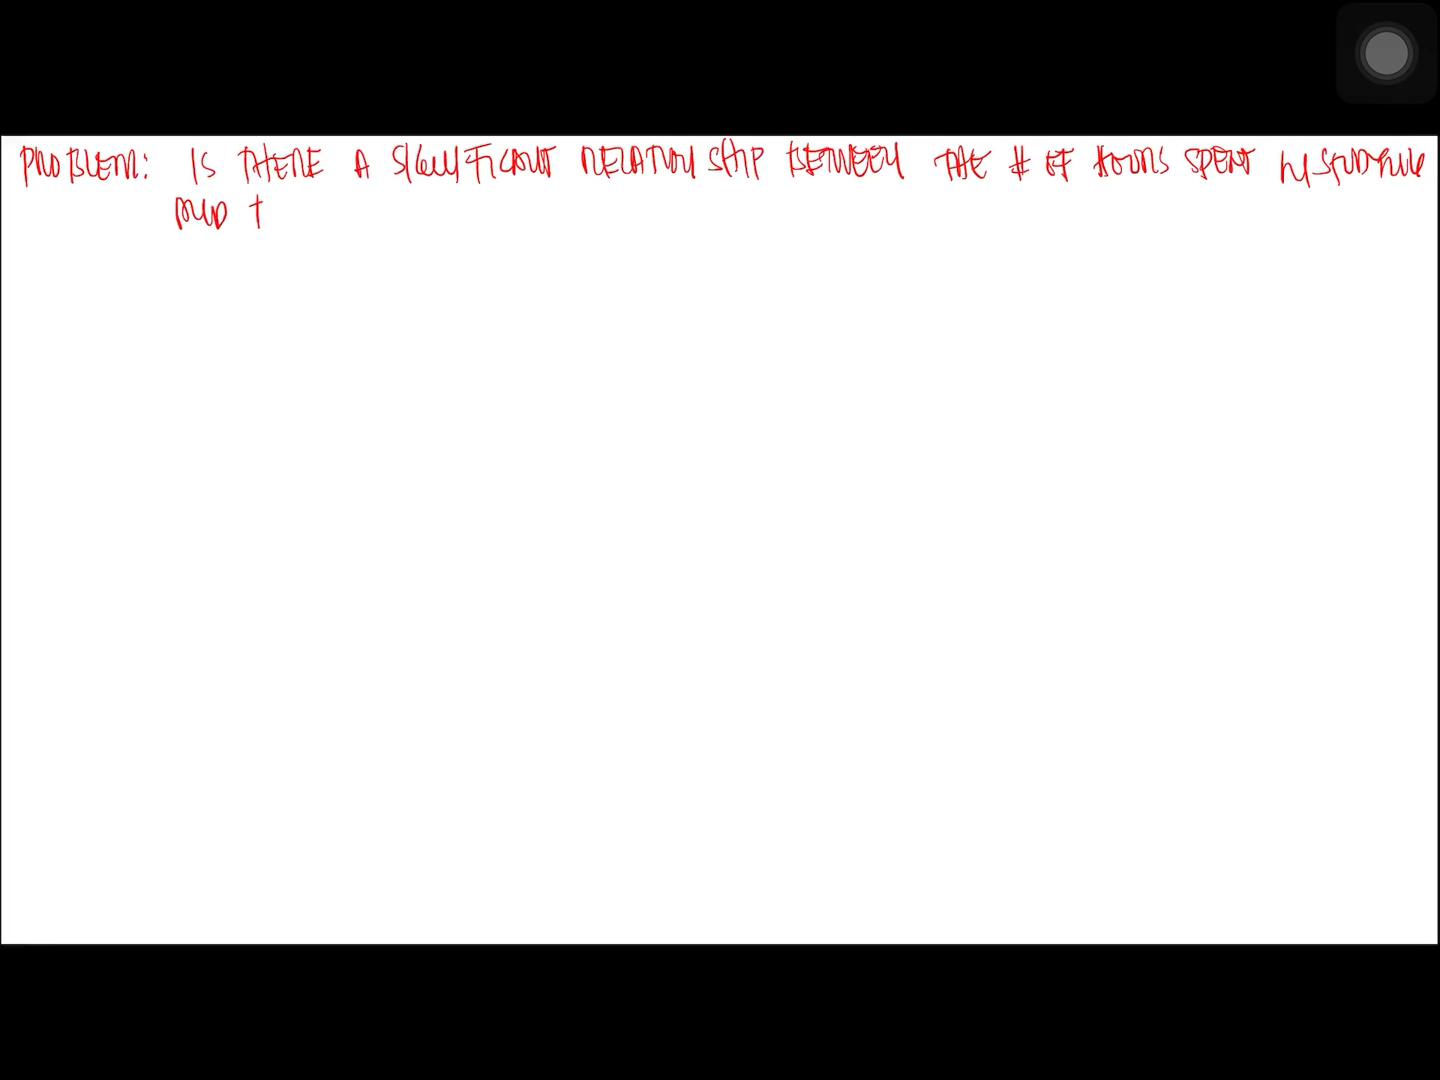 PROBLEM: IS THERE A SIGNIFICANT RELATIONSHIP BETWEEN THE # OF HOURS SPENT IN STUDYING
AND T